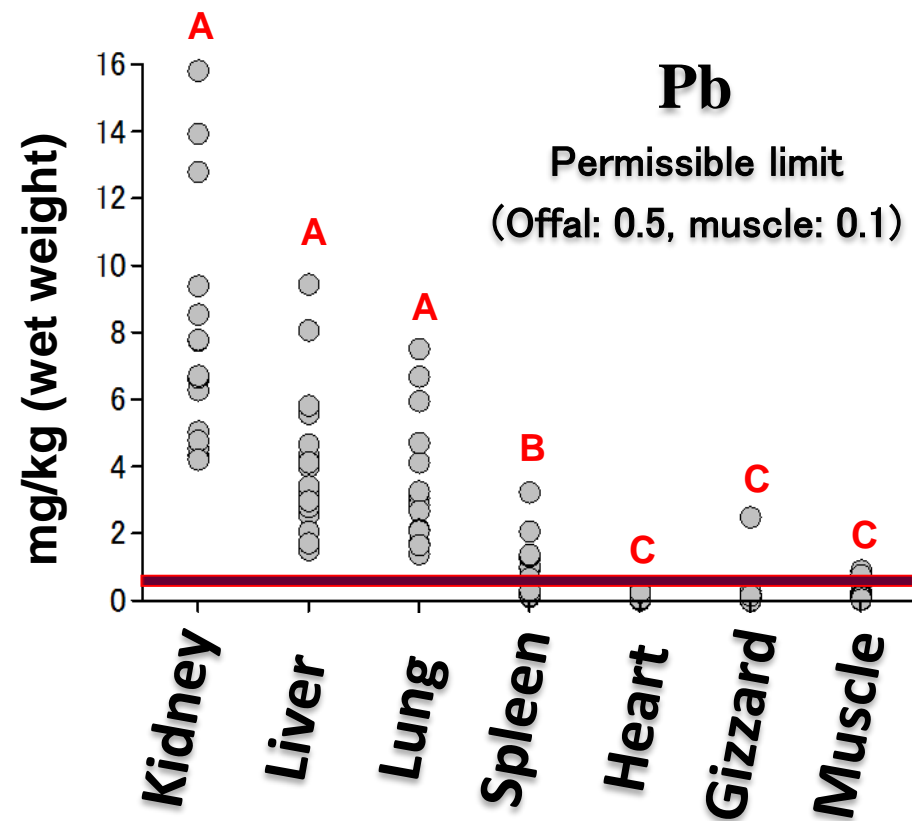 Pb
Permissible limit
(Offal: 0.5, muscle: 0.1)
mg/kg (wet weight)
16
14
12
10
8
6
4
2
0
A
A
A
B
C
C
C
Kidney
Liver
Lung
Spleen
Heart
Gizzard
Muscle